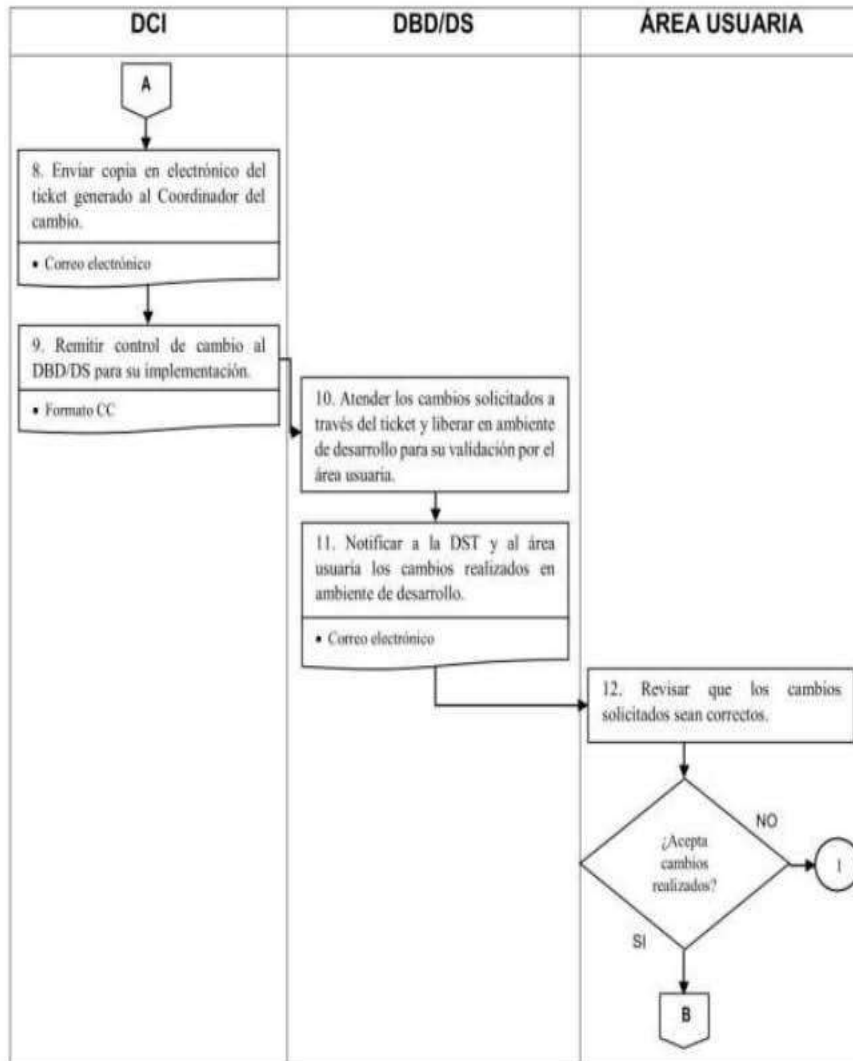 DCI
DBD/DS
ÁREA USUARIA
A
8. Envíar copia en electrónico del
ticket generado al Coordinador del
cambio.
• Correo electrónico
9. Remitir control de cambio al
DBD/DS para su implementación.
• Formato CC
10. Atender los cambios solicitados a
través del ticket y liberar en ambiente
de desarrollo para su validación por el
área usuaria.
11. Notificar a la DST y al área
usuaria los cambios realizados en
ambiente de desarrollo.
• Correo electrónico
12. Revisar que los cambios
solicitados sean correctos.
¿Acepta
cambios
realizados?
NO
1
SI
B